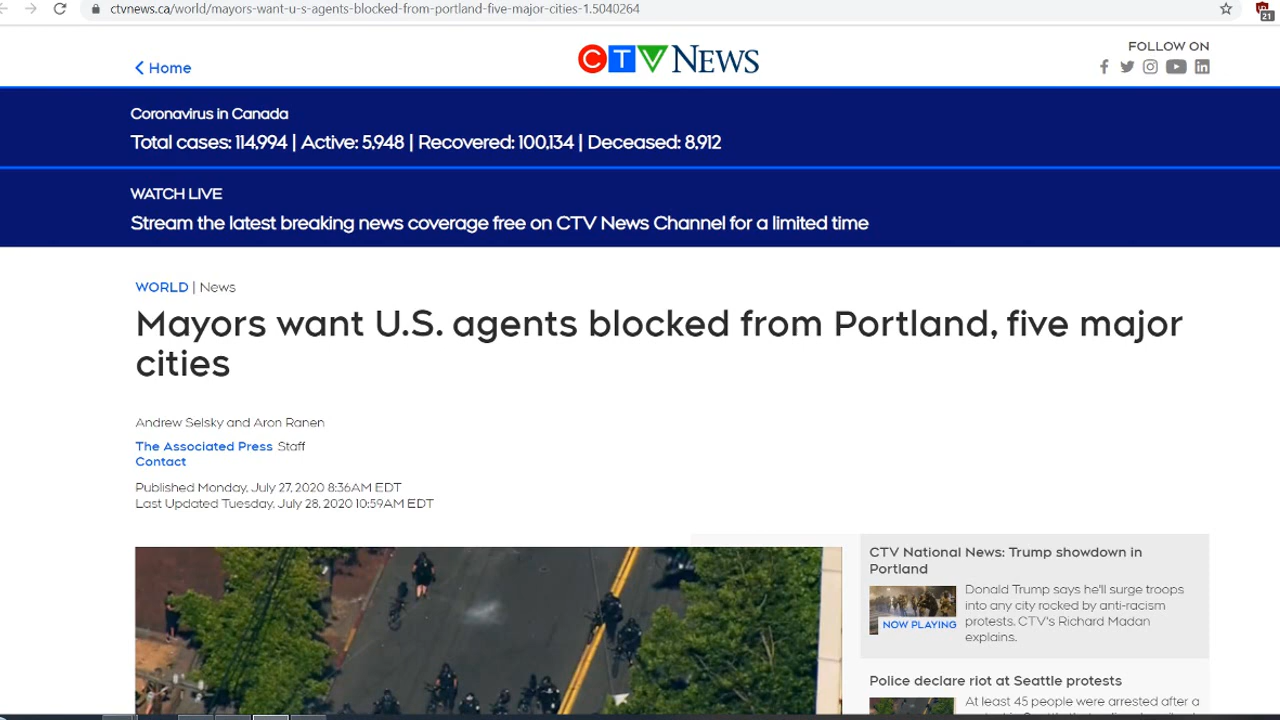 ctvnews.ca/world/mayors-want-u-s-agents-blocked-from-portland-five-major-cities-1.5040264
21
Home
CTV NEWS
FOLLOW ON
Coronavirus in Canada
Total cases: 114,994 | Active: 5,948 | Recovered: 100,134 | Deceased: 8,912
WATCH LIVE
Stream the latest breaking news coverage free on CTV News Channel for a limited time
WORLD | News
Mayors want U.S. agents blocked from Portland, five major
cities
Andrew Selsky and Aron Ranen
The Associated Press Staff
Contact
Published Monday, July 27, 2020 8:36AM EDT
Last Updated Tuesday, July 28, 2020 10:59AM EDT
CTV National News: Trump showdown in
Portland
NOW PLAYING
Donald Trump says he'll surge troops
into any city rocked by anti-racism
protests. CTV's Richard Madan
explains.
Police declare riot at Seattle protests
At least 45 people were arrested after a